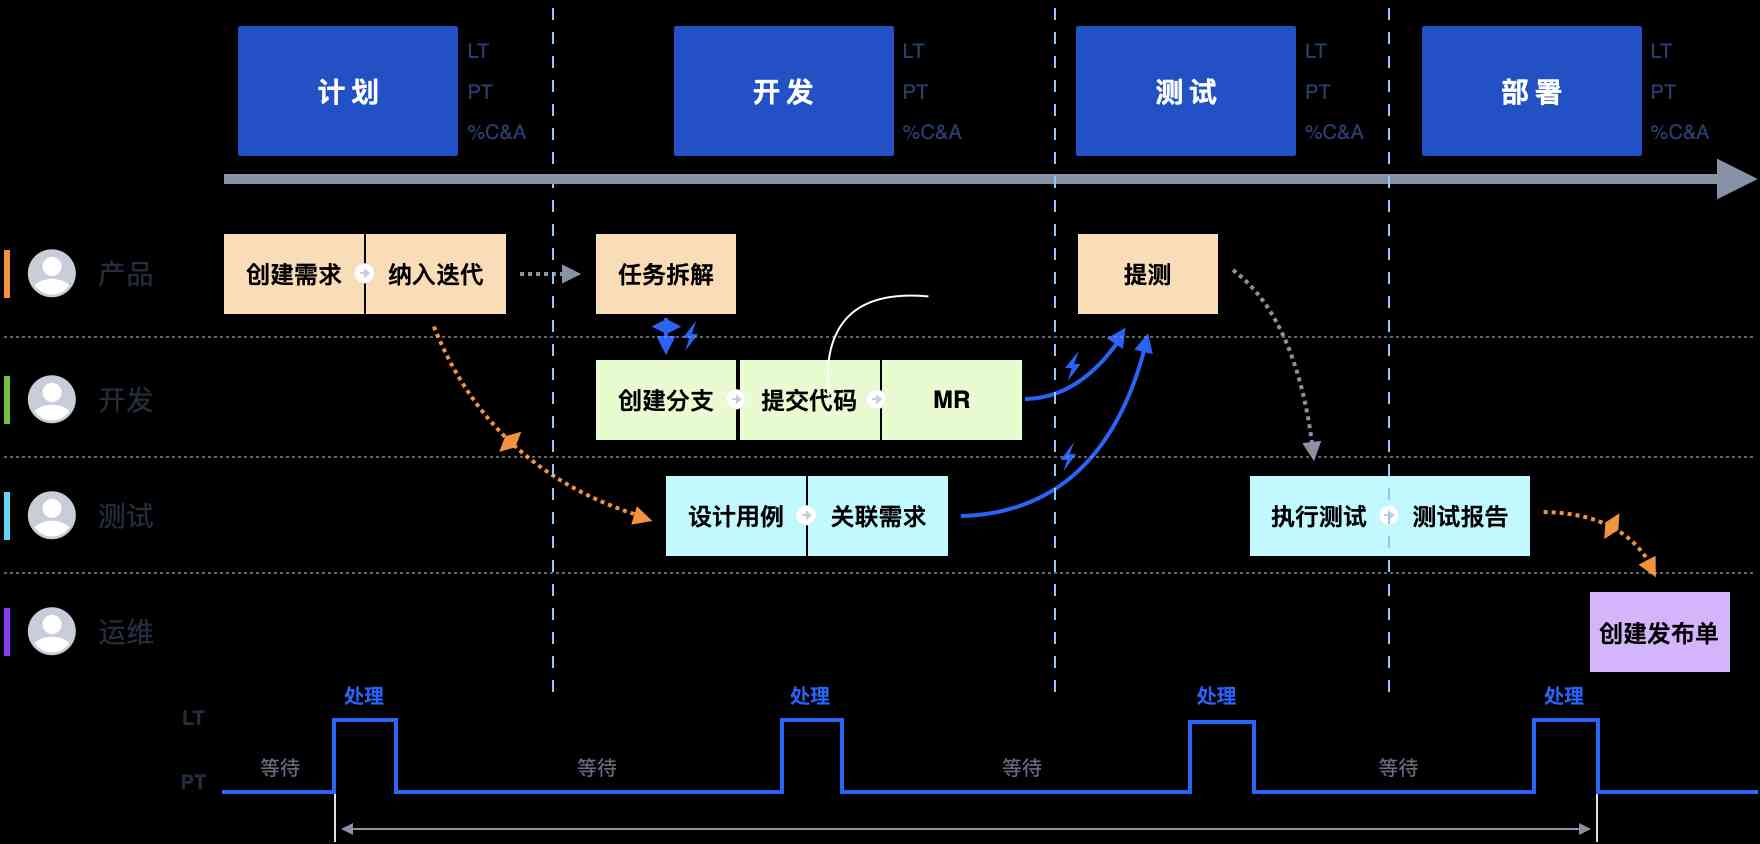 计划
LT
PT
%C&A
开发
LT
PT
%C&A
测试
LT
PT
%C&A
部署
LT
PT
%C&A
产品
创建需求
纳入迭代
任务拆解
提测
开发
创建分支
提交代码
MR
测试
设计用例
关联需求
执行测试
测试报告
运维
创建发布单
处理
处理
处理
处理
LT
等待
等待
等待
等待
PT